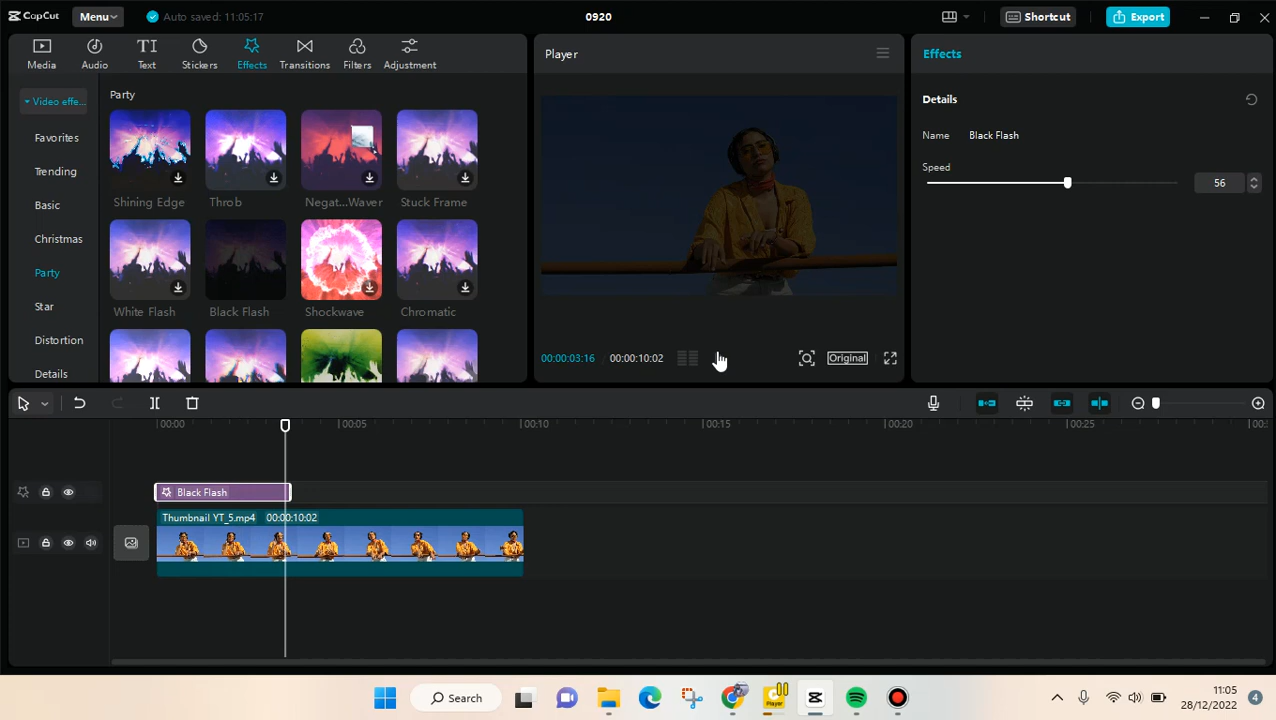 CapCut Menu Auto saved: 11:05:17 0920 Shortcut Export
Media Audio Text Stickers Effects Transitions Filters Adjustment
Player
Effects
Video effe...
Favorites
Trending
Basic
Christmas
Party
Star
Distortion
Details
Party
Shining Edge Throb Negat...Waver Stuck Frame
White Flash Black Flash Shockwave Chromatic
00:00:03:16 / 00:00:10:02 Original
Details
Name Black Flash
Speed
56
00:00 00:05 00:10 00:15 00:20 00:25
Black Flash
Thumbnail YT_5.mp4 00:00:10:02
Search
Player
11:05
28/12/2022
4